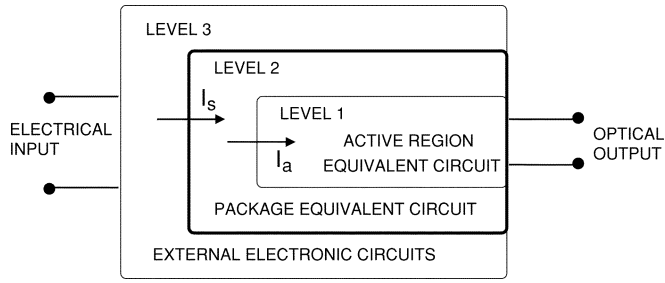 LEVEL 3
LEVEL 2
Is
LEVEL 1
ELECTRICAL
INPUT
Ia
ACTIVE REGION
EQUIVALENT CIRCUIT
OPTICAL
OUTPUT
PACKAGE EQUIVALENT CIRCUIT
EXTERNAL ELECTRONIC CIRCUITS